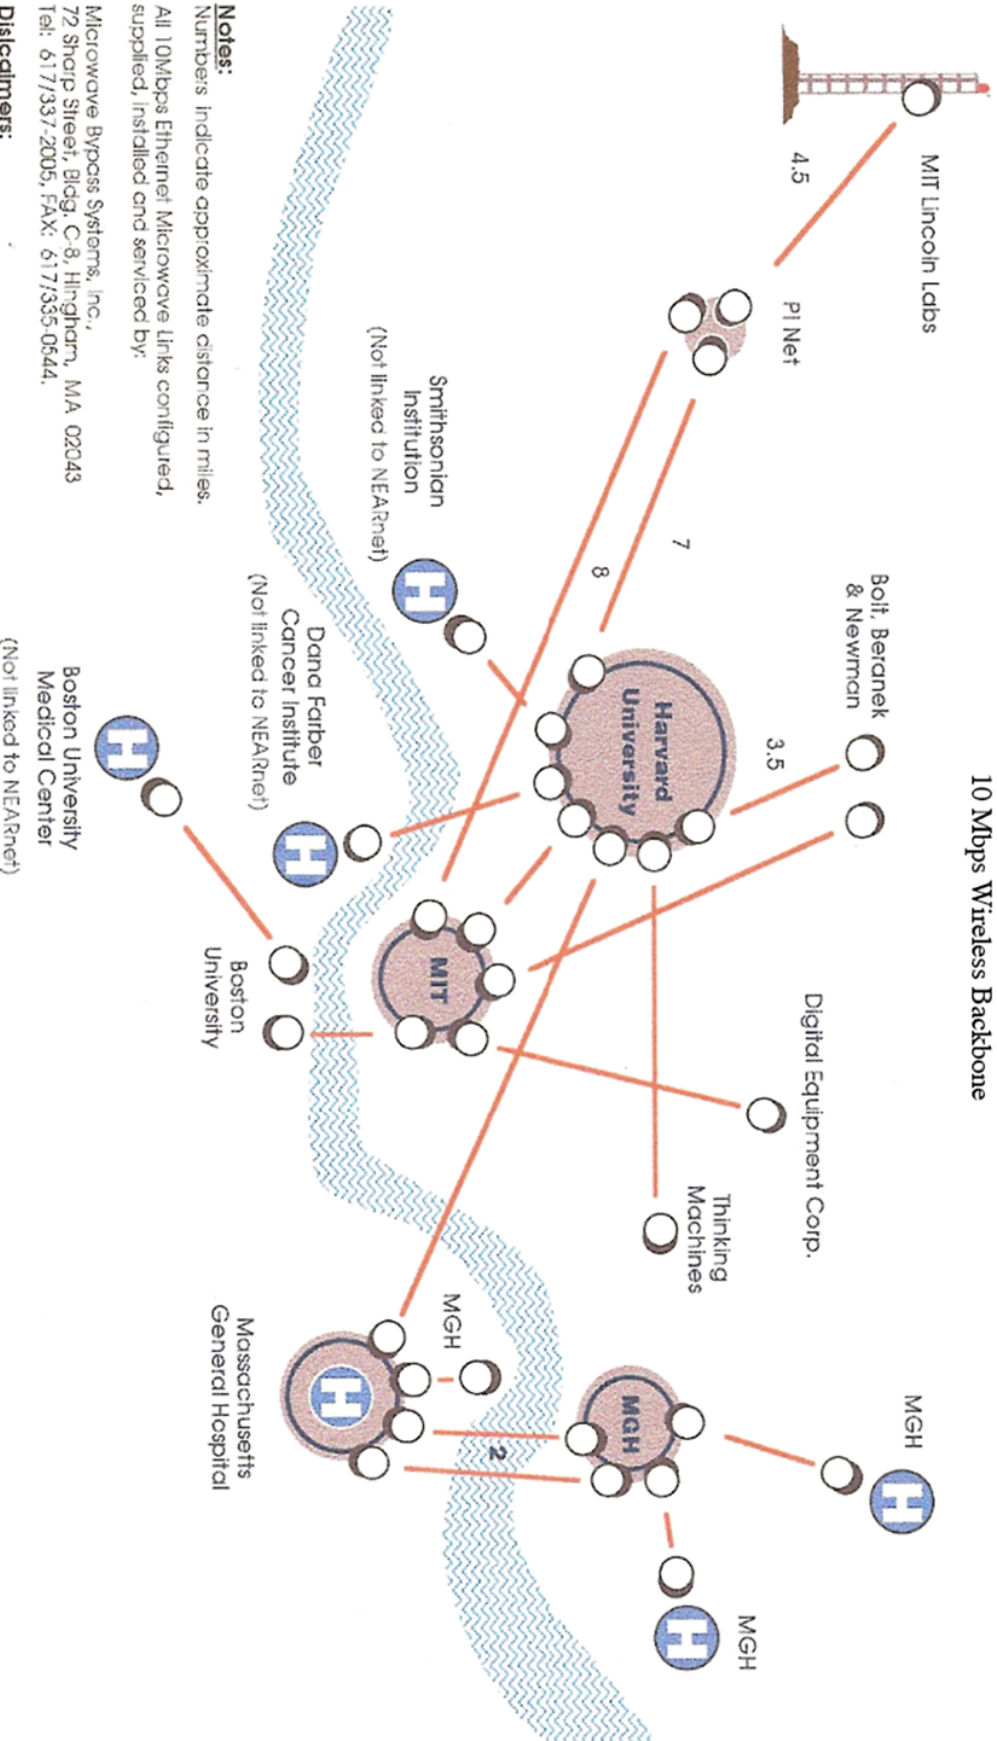 10 Mbps Wireless Backbone
MIT Lincoln Labs
4.5
Pi Net
7
8
Bolt, Beranek
& Newman
3.5
Harvard
University
Digital Equipment Corp.
Thinking
Machines
MGH
MGH
MGH
2
MGH
Massachusetts
General Hospital
MIT
Smithsonian
Institution
(Not linked to NEARnet)
H
Dana Farber
Cancer Institute
(Not linked to NEARnet)
H
Boston
University
Boston University
Medical Center
(Not linked to NEARnet)
H
H
H
H
Notes:
Numbers indicate approximate distance in miles.
All 10Mbps Ethernet Microwave Links configured,
supplied, installed and serviced by:
Microwave Bypass Systems, Inc.,
72 Sharp Street, Bldg. C-8, Hingham, MA 02043
Tel: 617/337-2005, FAX: 617/335-0544.
Dislcaimers: